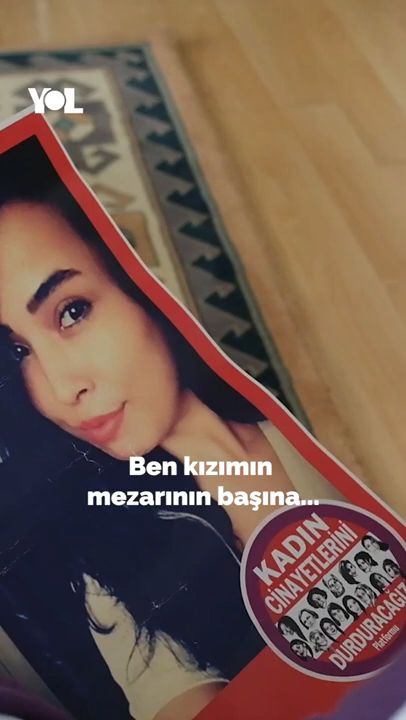 YOL
Ben kızımın
mezarının başına...
KADIN
CİNAYETLERİNİ
DURDURACAĞIZ
Platformu